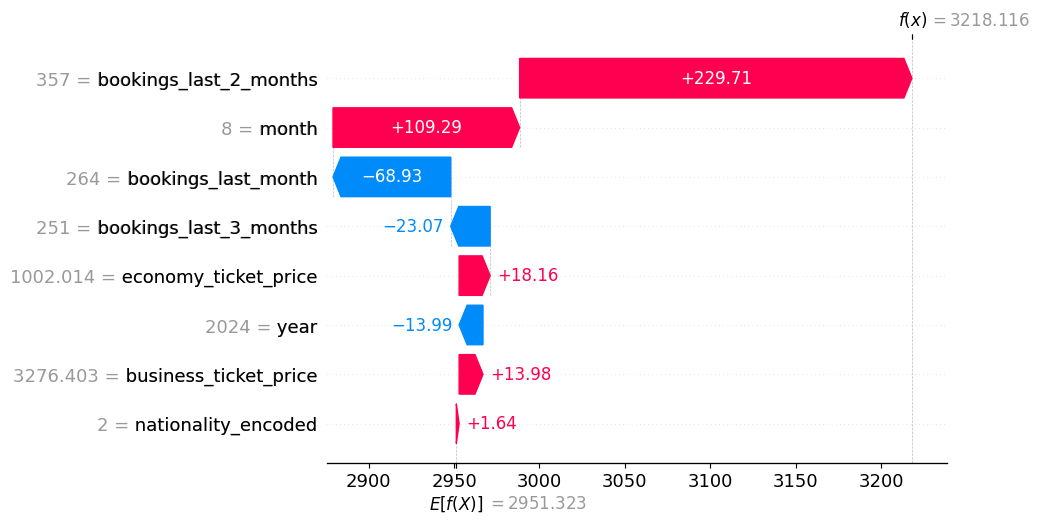 f(x) = 3218.116
357 = bookings_last_2_months +229.71
8 = month +109.29
264 = bookings_last_month −68.93
251 = bookings_last_3_months −23.07
1002.014 = economy_ticket_price +18.16
2024 = year −13.99
3276.403 = business_ticket_price +13.98
2 = nationality_encoded +1.64
2900 2950 3000 3050 3100 3150 3200
E[f(X)] = 2951.323